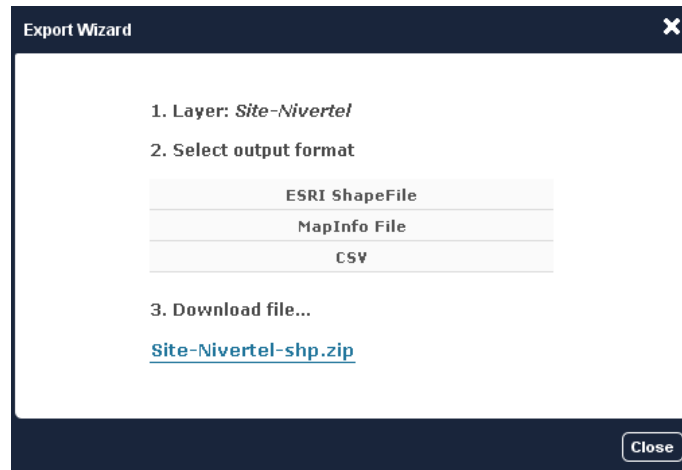 Export Wizard
1. Layer: Site-Nivertel
2. Select output format
ESRI ShapeFile
MapInfo File
CSV
3. Download file...
Site-Nivertel-shp.zip
Close